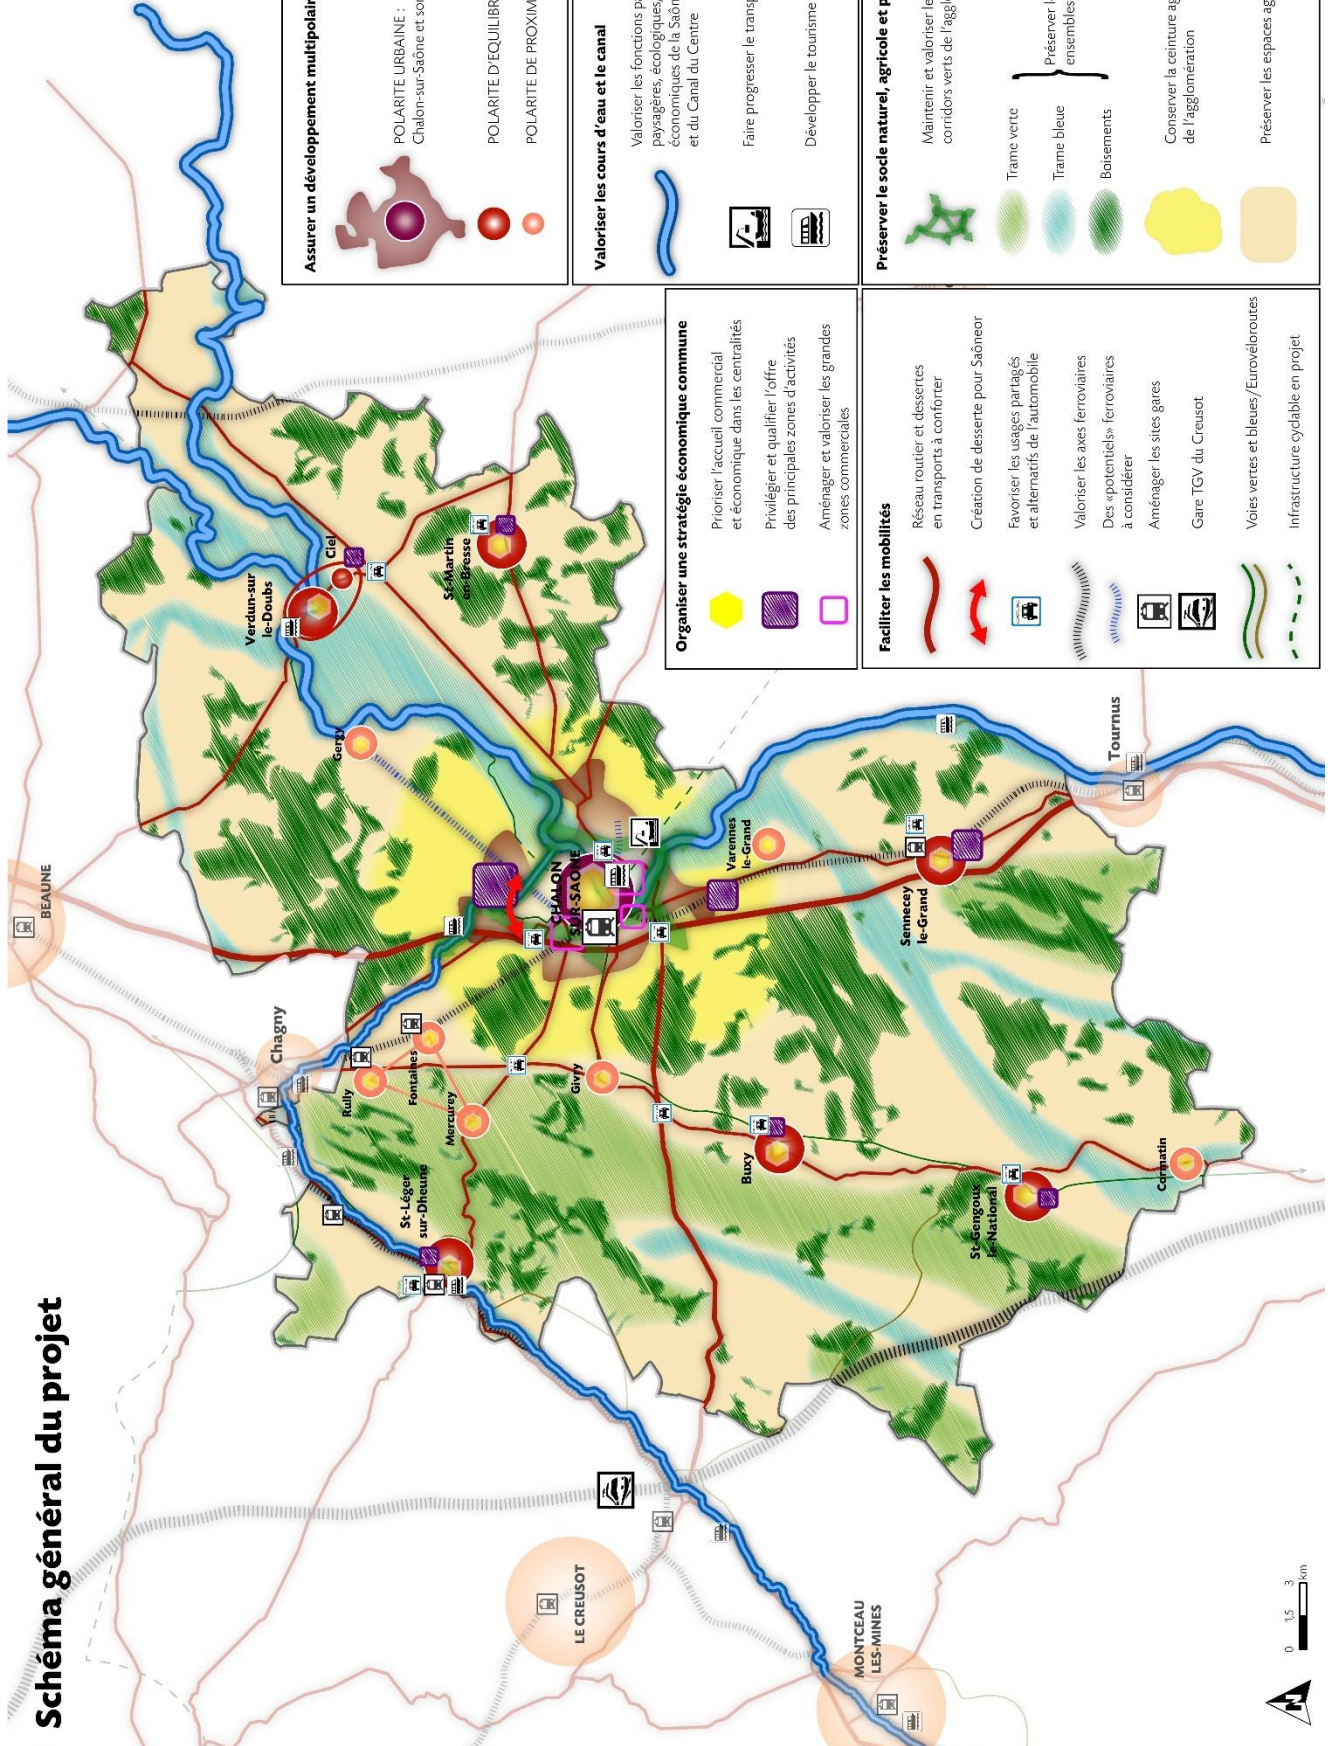 Schéma général du projet
BEAUNE
Chagny
Verdun-sur
le-Doubs
Ciel
Gergy
St-Martin
en-Bresse
Rully
Fontaines
Mercurey
St-Léger
sur-Dheune
CHALON
SUR-SAÔNE
Givry
Varennes
le-Grand
Buxy
Sennecey
le-Grand
St-Gengoux
le-National
Cormatin
Tournus
LE CREUSOT
MONTCEAU
LES-MINES
N
0 1,5 3
km
Assurer un développement multipolair
POLARITE URBAINE :
Chalon-sur-Saône et so
POLARITE D'EQUILIBR
POLARITE DE PROXIM
Valoriser les cours d'eau et le canal
Valoriser les fonctions pa
paysagères, écologiques,
économiques de la Saôn
et du Canal du Centre
Faire progresser le transp
Développer le tourisme
Préserver le socle naturel, agricole et p
Maintenir et valoriser le
corridors verts de l'aggl
Trame verte
Trame bleue
Boisements
Préserver l
ensembles
Conserver la ceinture ag
de l'agglomération
Préserver les espaces ag
Organiser une stratégie économique commune
Prioriser l'accueil commercial
et économique dans les centralités
Privilégier et qualifier l'offre
des principales zones d'activités
Aménager et valoriser les grandes
zones commerciales
Faciliter les mobilités
Réseau routier et dessertes
en transports à conforter
Création de desserte pour Saôneor
Favoriser les usages partagés
et alternatifs de l'automobile
Valoriser les axes ferroviaires
Des «potentiels» ferroviaires
à considérer
Aménager les sites gares
Gare TGV du Creusot
Voies vertes et bleues/Eurovéloroutes
Infrastructure cyclable en projet